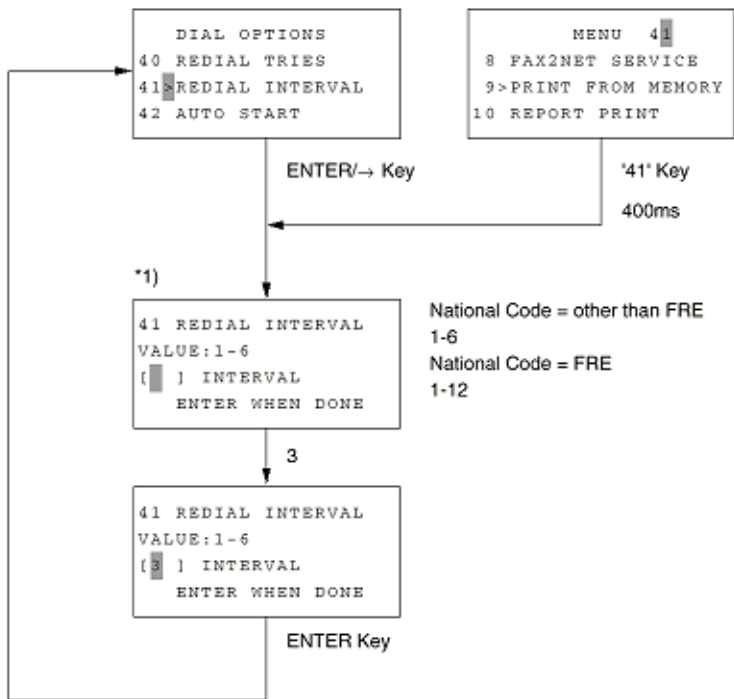 DIAL OPTIONS
40 REDIAL TRIES
41>REDIAL INTERVAL
42 AUTO START
MENU 41
8 FAX2NET SERVICE
9>PRINT FROM MEMORY
10 REPORT PRINT
ENTER/→ Key
"41" Key
400ms
*1)
41 REDIAL INTERVAL
VALUE:1-6
[ ] INTERVAL
ENTER WHEN DONE
National Code = other than FRE
1-6
National Code = FRE
1-12
3
41 REDIAL INTERVAL
VALUE:1-6
[3 ] INTERVAL
ENTER WHEN DONE
ENTER Key